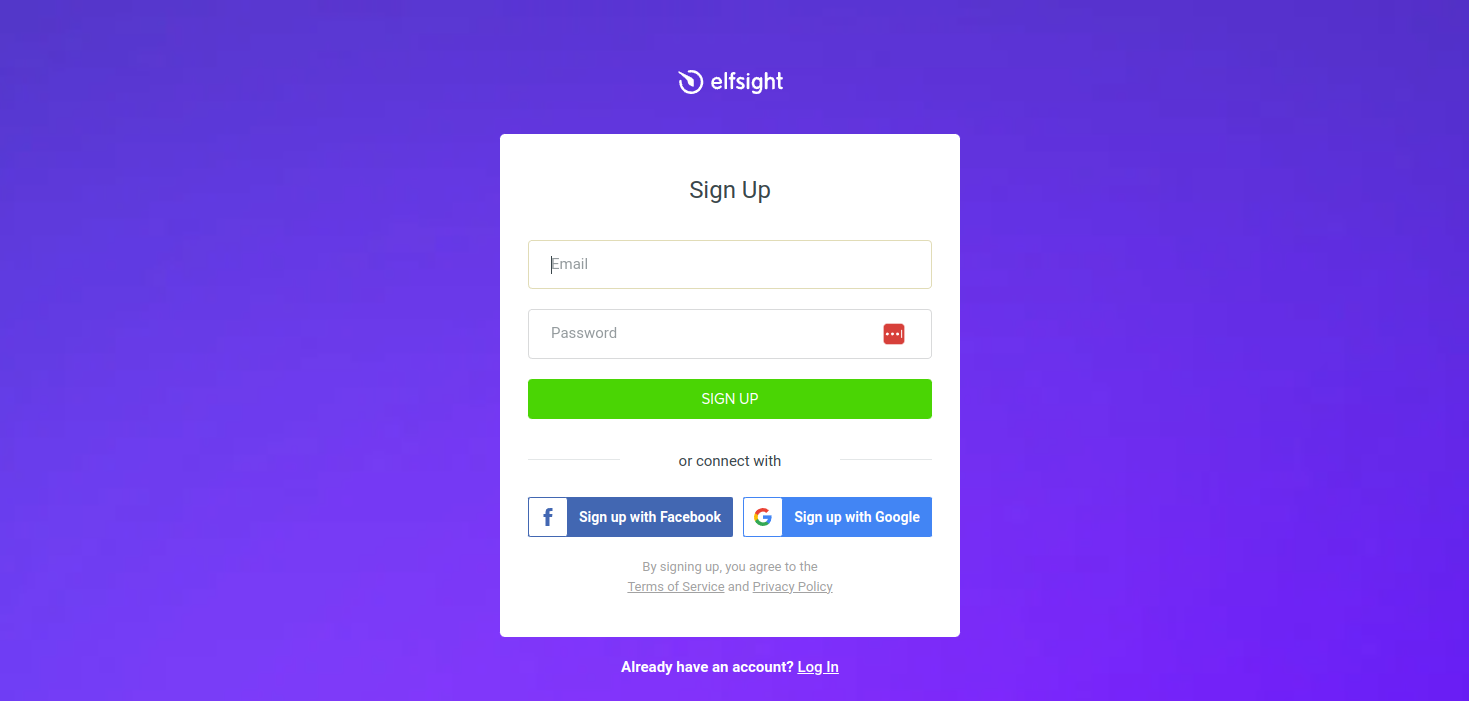 elfsight
Sign Up
Email
Password
SIGN UP
or connect with
Sign up with Facebook
Sign up with Google
By signing up, you agree to the
Terms of Service and Privacy Policy
Already have an account? Log In